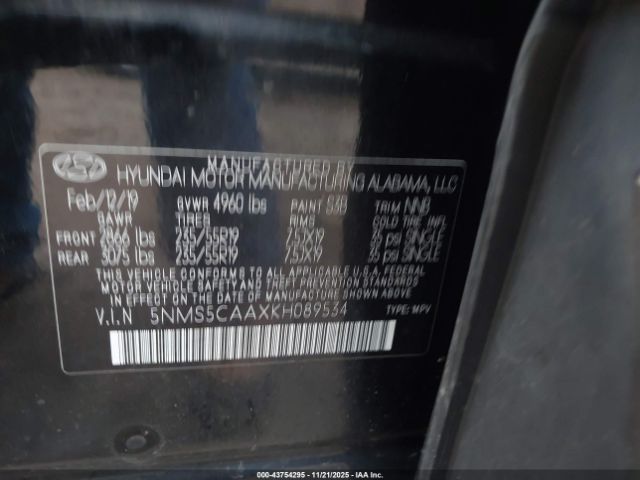 MANUFACTURED BY
HYUNDAI MOTOR MANUFACTURING ALABAMA, LLC
Feb/12/19 GVWR 4960 lbs PAINT S3B TRIM NNB
GAWR TIRES RIMS COLD TIRE INF.
FRONT 2866 lbs 235/55R19 7.5JX19 35 psi SINGLE
REAR 3075 lbs 235/55R19 7.5JX19 35 psi SINGLE
THIS VEHICLE CONFORMS TO ALL APPLICABLE FEDERAL
MOTOR VEHICLE SAFETY AND THEFT PREVENTION
STANDARDS IN EFFECT ON THE DATE OF MANUFACTURE
SHOWN ABOVE.
V.I.N 5NMS5CAAXKH089534 TYPE: MPV
000-43754295 - 11/21/2025 - IAAI, Inc.